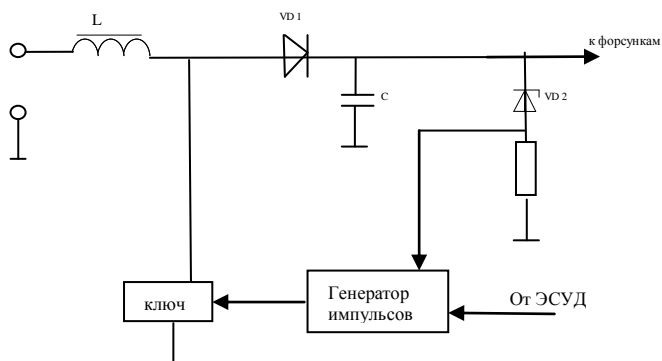 L
VD 1
к форсункам
C
VD 2
ключ
Генератор
импульсов
От ЭСУД